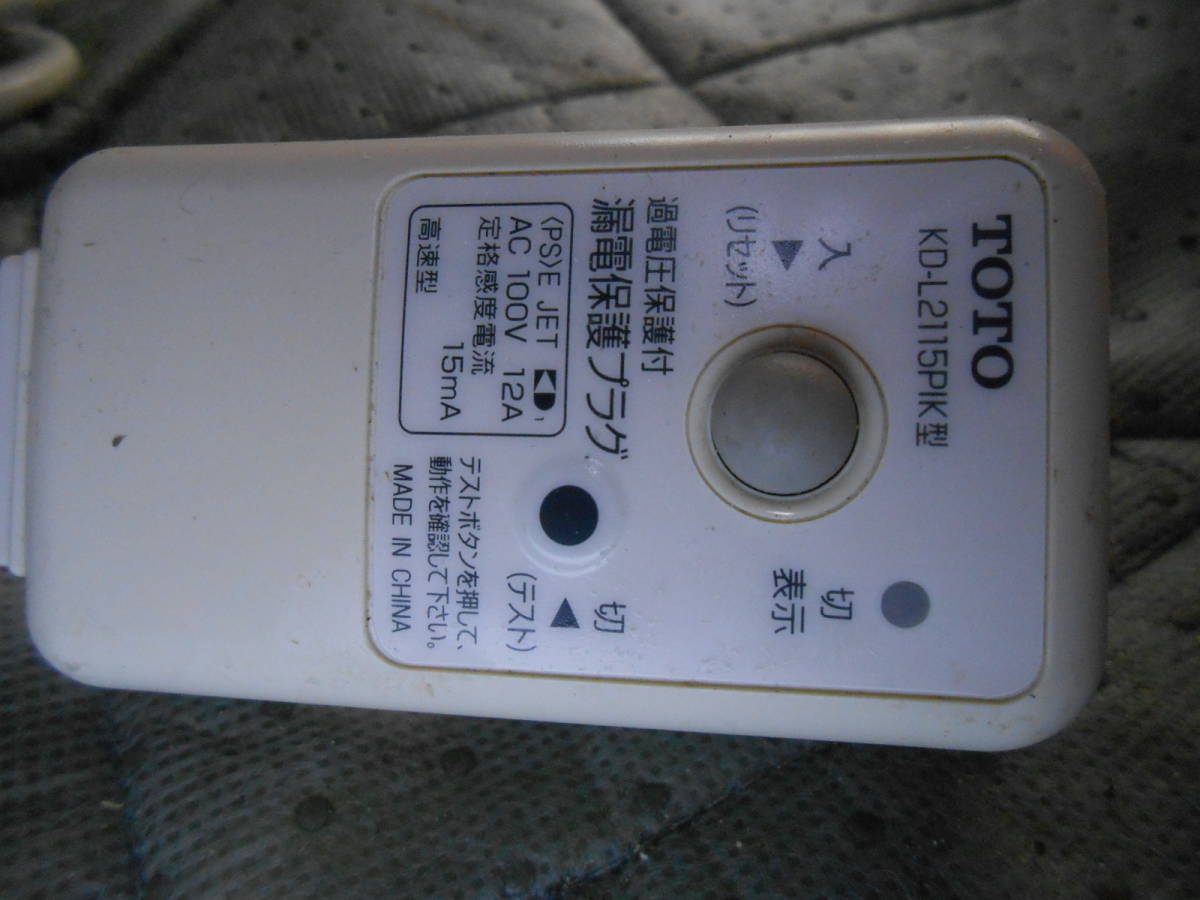 TOTO
KD-L2115PIK型
切
表示
入
(リセット)
過電圧保護付
漏電保護プラグ
切
(テスト)
〈PS〉E JET
AC 100V 12A
定格感度電流
15mA
高速型
テストボタンを押して、
動作を確認して下さい。
MADE IN CHINA